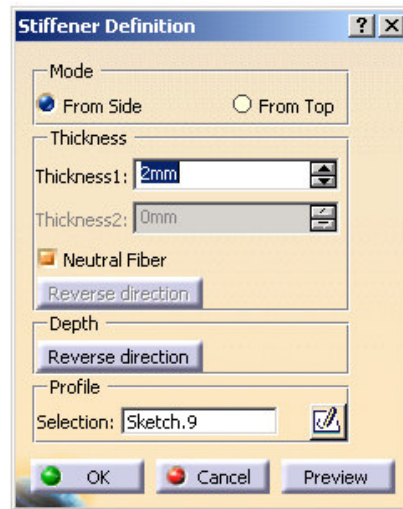 Stiffener Definition ? X
Mode
From Side From Top
Thickness
Thickness1: 2mm
Thickness2: 0mm
Neutral Fiber
Reverse direction
Depth
Reverse direction
Profile
Selection: Sketch.9
OK Cancel Preview